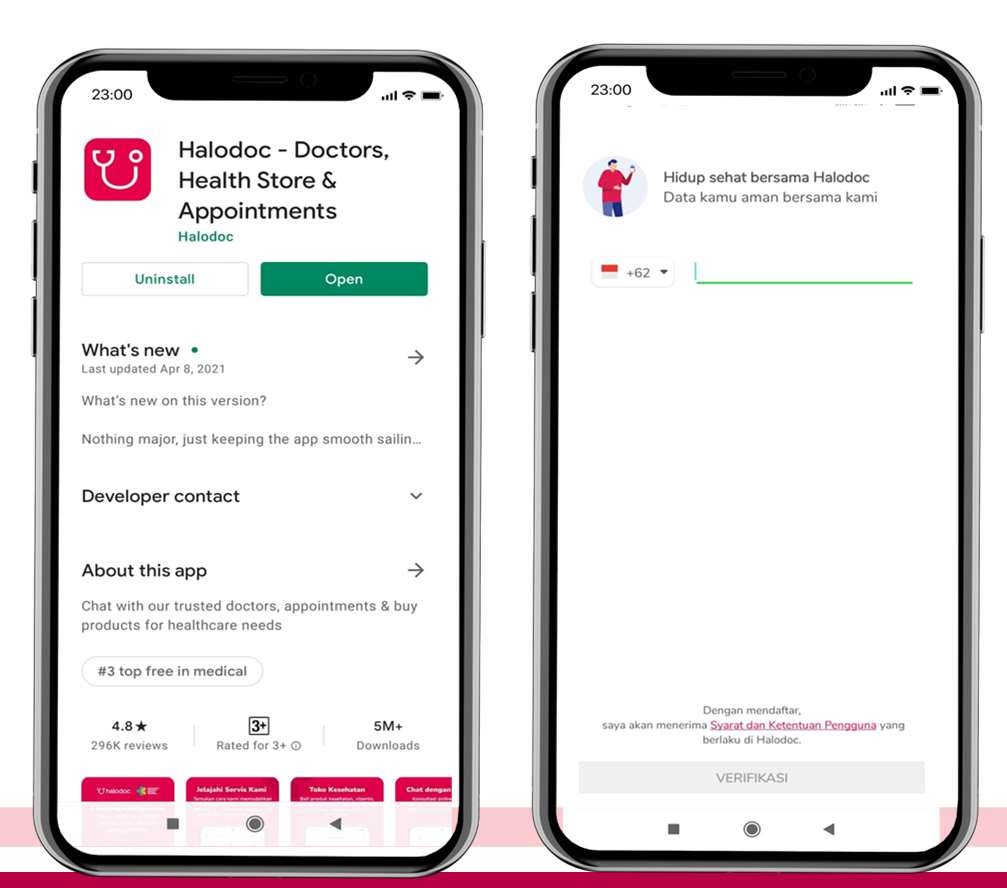 23:00
Halodoc - Doctors,
Health Store &
Appointments
Halodoc
Uninstall
Open
What's new
Last updated Apr 8, 2021
What's new on this version?
Nothing major, just keeping the app smooth sailin...
Developer contact
About this app
Chat with our trusted doctors, appointments & buy
products for healthcare needs
#3 top free in medical
4.8★
296K reviews
3+
Rated for 3+
5M+
Downloads
halodoc
Jelajahi Servis Kami
Toko Kesehatan
Chat dengan
23:00
Hidup sehat bersama Halodoc
Data kamu aman bersama kami
+62
Dengan mendaftar,
saya akan menerima Syarat dan Ketentuan Pengguna yang
berlaku di Halodoc.
VERIFIKASI